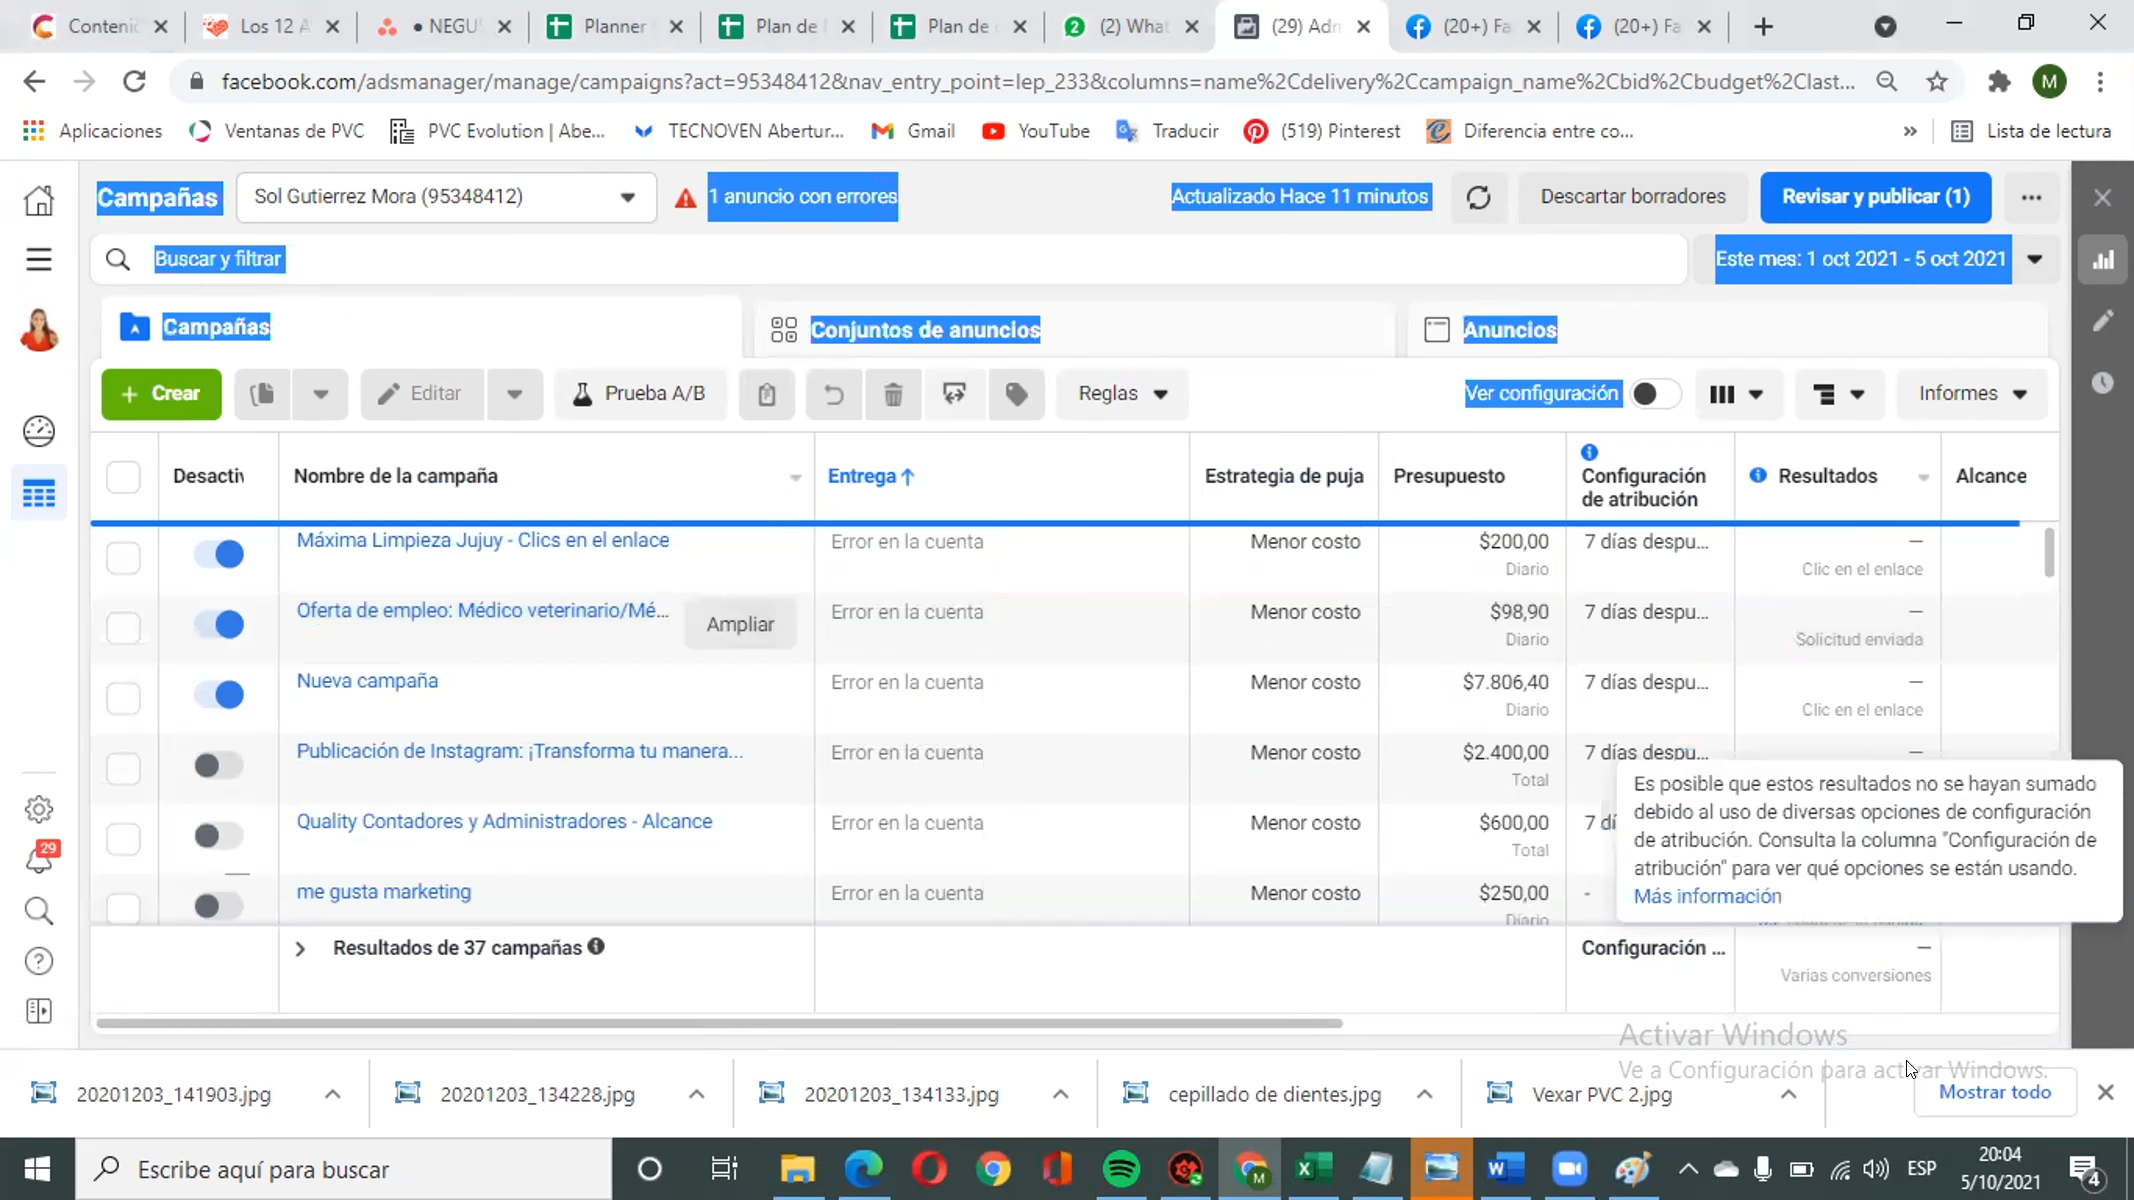 Conteni
Los 12 A
• NEGU
Planner
Plan de
Plan de
(2) What
(29) Adm
(20+) Fa
(20+) Fa
facebook.com/adsmanager/manage/campaigns?act=95348412&nav_entry_point=lep_233&columns=name%2Cdelivery%2Ccampaign_name%2Cbid%2Cbudget%2Clast...
M
Aplicaciones
Ventanas de PVC
PVC Evolution | Abe...
TECNOVEN Abertur...
Gmail
YouTube
Traducir
(519) Pinterest
Diferencia entre co...
»
Lista de lectura
Campañas
Sol Gutierrez Mora (95348412)
1 anuncio con errores
Actualizado Hace 11 minutos
Descartar borradores
Revisar y publicar (1)
Buscar y filtrar
Este mes: 1 oct 2021 - 5 oct 2021
Campañas
Conjuntos de anuncios
Anuncios
+ Crear
Editar
Prueba A/B
Reglas
Ver configuración
Informes
Desactiv
Nombre de la campaña
Entrega↑
Estrategia de puja
Presupuesto
Configuración
de atribución
Resultados
Alcance
Máxima Limpieza Jujuy - Clics en el enlace
Error en la cuenta
Menor costo
$200,00
Diario
7 días despu...
—
Clic en el enlace
Oferta de empleo: Médico veterinario/Mé...
Ampliar
Error en la cuenta
Menor costo
$98,90
Diario
7 días despu...
—
Solicitud enviada
Nueva campaña
Error en la cuenta
Menor costo
$7.806,40
Diario
7 días despu...
—
Clic en el enlace
Publicación de Instagram: ¡Transforma tu manera...
Error en la cuenta
Menor costo
$2.400,00
Total
7 días despu...
—
Quality Contadores y Administradores - Alcance
Error en la cuenta
Menor costo
$600,00
Total
7 dí
me gusta marketing
Error en la cuenta
Menor costo
$250,00
Diario
-
Es posible que estos resultados no se hayan sumado
debido al uso de diversas opciones de configuración
de atribución. Consulta la columna "Configuración de
atribución" para ver qué opciones se están usando.
Más información
29
Resultados de 37 campañas
Configuración ...
—
Varias conversiones
Activar Windows
Ve a Configuración para activar Windows.
20201203_141903.jpg
20201203_134228.jpg
20201203_134133.jpg
cepillado de dientes.jpg
Vexar PVC 2.jpg
Mostrar todo
Escribe aquí para buscar
M
ESP
20:04
5/10/2021
4